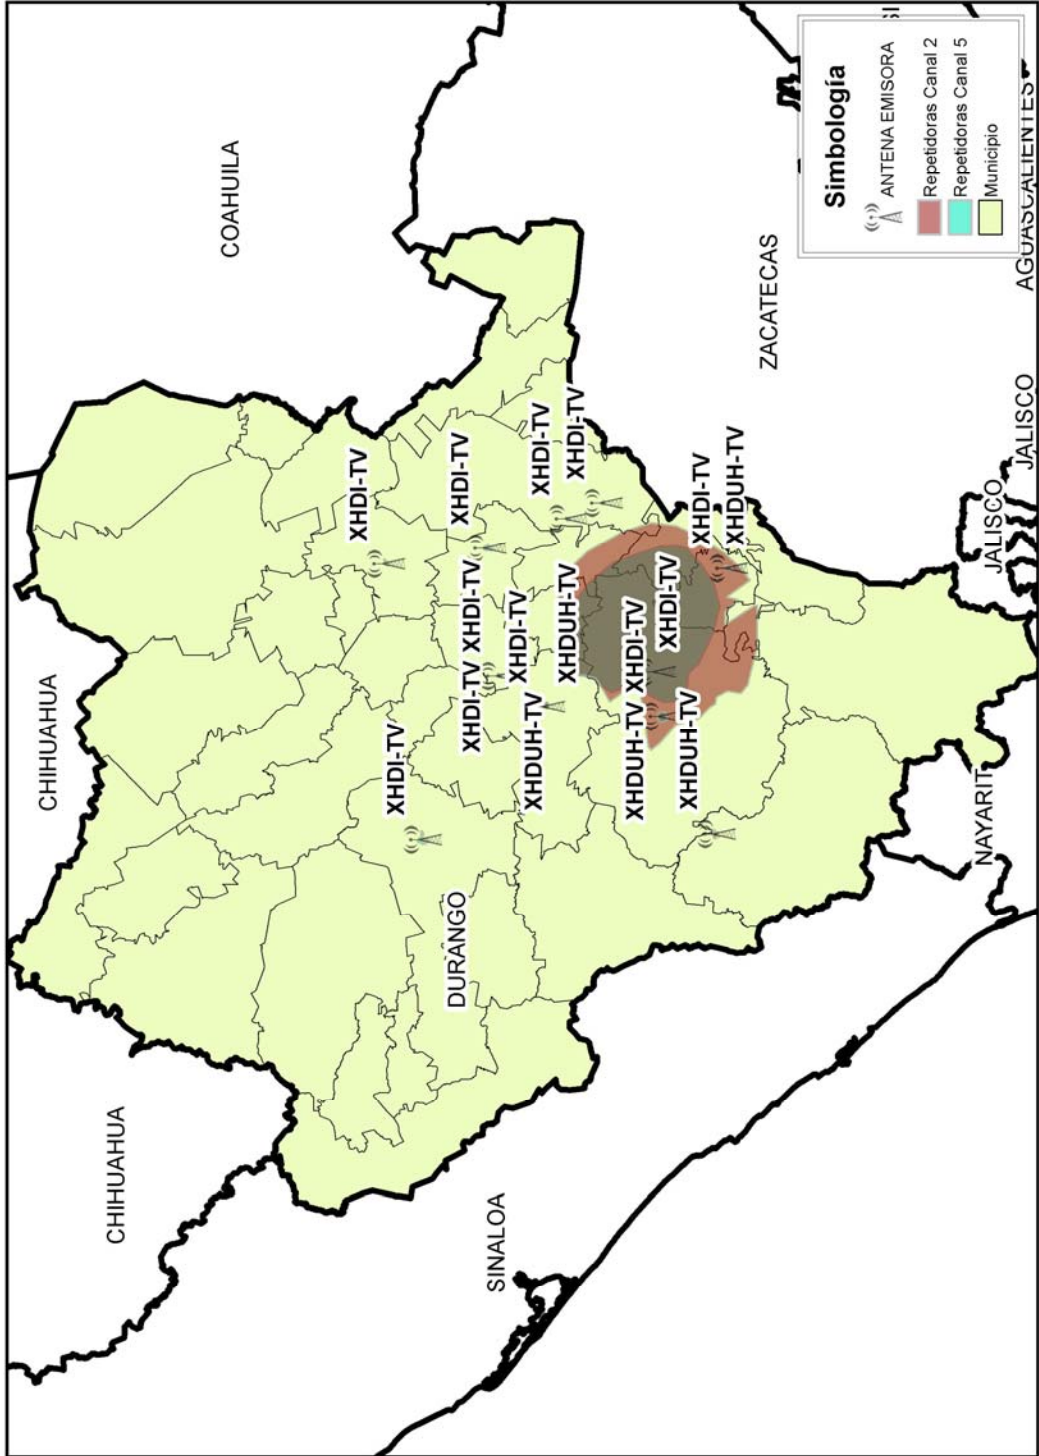 CHIHUAHUA
CHIHUAHUA
COAHUILA
XHDI-TV
XHDI-TV
DURANGO
XHDI-TV
XHDI-TV
XHDI-TV
SINALOA
XHDI-TV
XHDUH-TV
XHDI-TV
XHDUH-TV
XHDI-TV
XHDUH-TV
XHDI-TV
XHDI-TV
XHDUH-TV
XHDI-TV
XHDUH-TV
ZACATECAS
Simbología
ANTENA EMISORA
Repetidoras Canal 2
Repetidoras Canal 5
Municipio
NAYARIT
JALISCO
JALISCO
AGUASCALIENTES